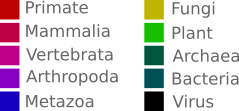 Primate
Mammalia
Vertebrata
Arthropoda
Metazoa
Fungi
Plant
Archaea
Bacteria
Virus